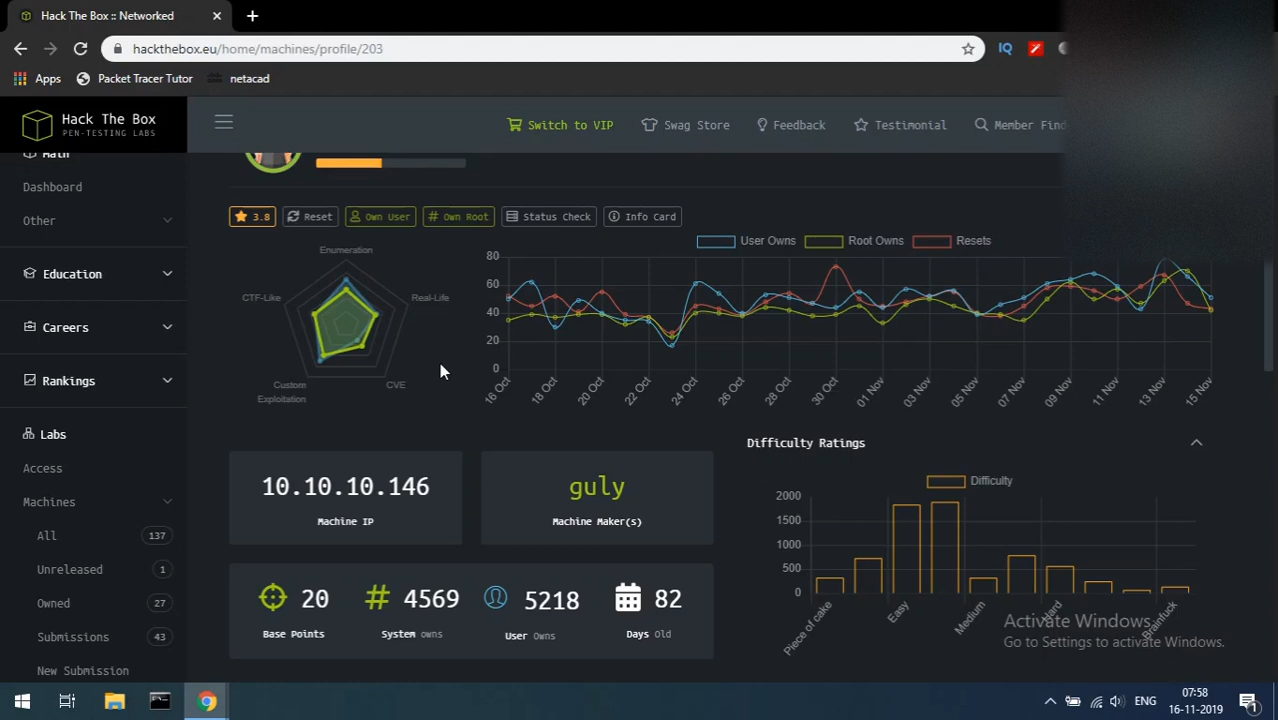 Hack The Box :: Networked
hackthebox.eu/home/machines/profile/203
IQ
Apps
Packet Tracer Tutor
netacad
Hack The Box
PEN-TESTING LABS
Switch to VIP
Swag Store
Feedback
Testimonial
Member Find
Main
Dashboard
Other
Education
Careers
Rankings
Labs
Access
Machines
All
137
Unreleased
1
Owned
27
Submissions
43
New Submission
3.8
Reset
Own User
Own Root
Status Check
Info Card
Enumeration
CTF-Like
Real-Life
Custom
Exploitation
CVE
User Owns
Root Owns
Resets
80
60
40
20
0
16 Oct
18 Oct
20 Oct
22 Oct
24 Oct
26 Oct
28 Oct
30 Oct
01 Nov
03 Nov
05 Nov
07 Nov
09 Nov
11 Nov
13 Nov
15 Nov
10.10.10.146
Machine IP
guly
Machine Maker(s)
20
Base Points
4569
System owns
5218
User Owns
82
Days Old
Difficulty Ratings
Difficulty
2000
1500
1000
500
0
Piece of cake
Easy
Medium
Hard
Brainfuck
Activate Windows
Go to Settings to activate Windows.
ENG
07:58
16-11-2019
1